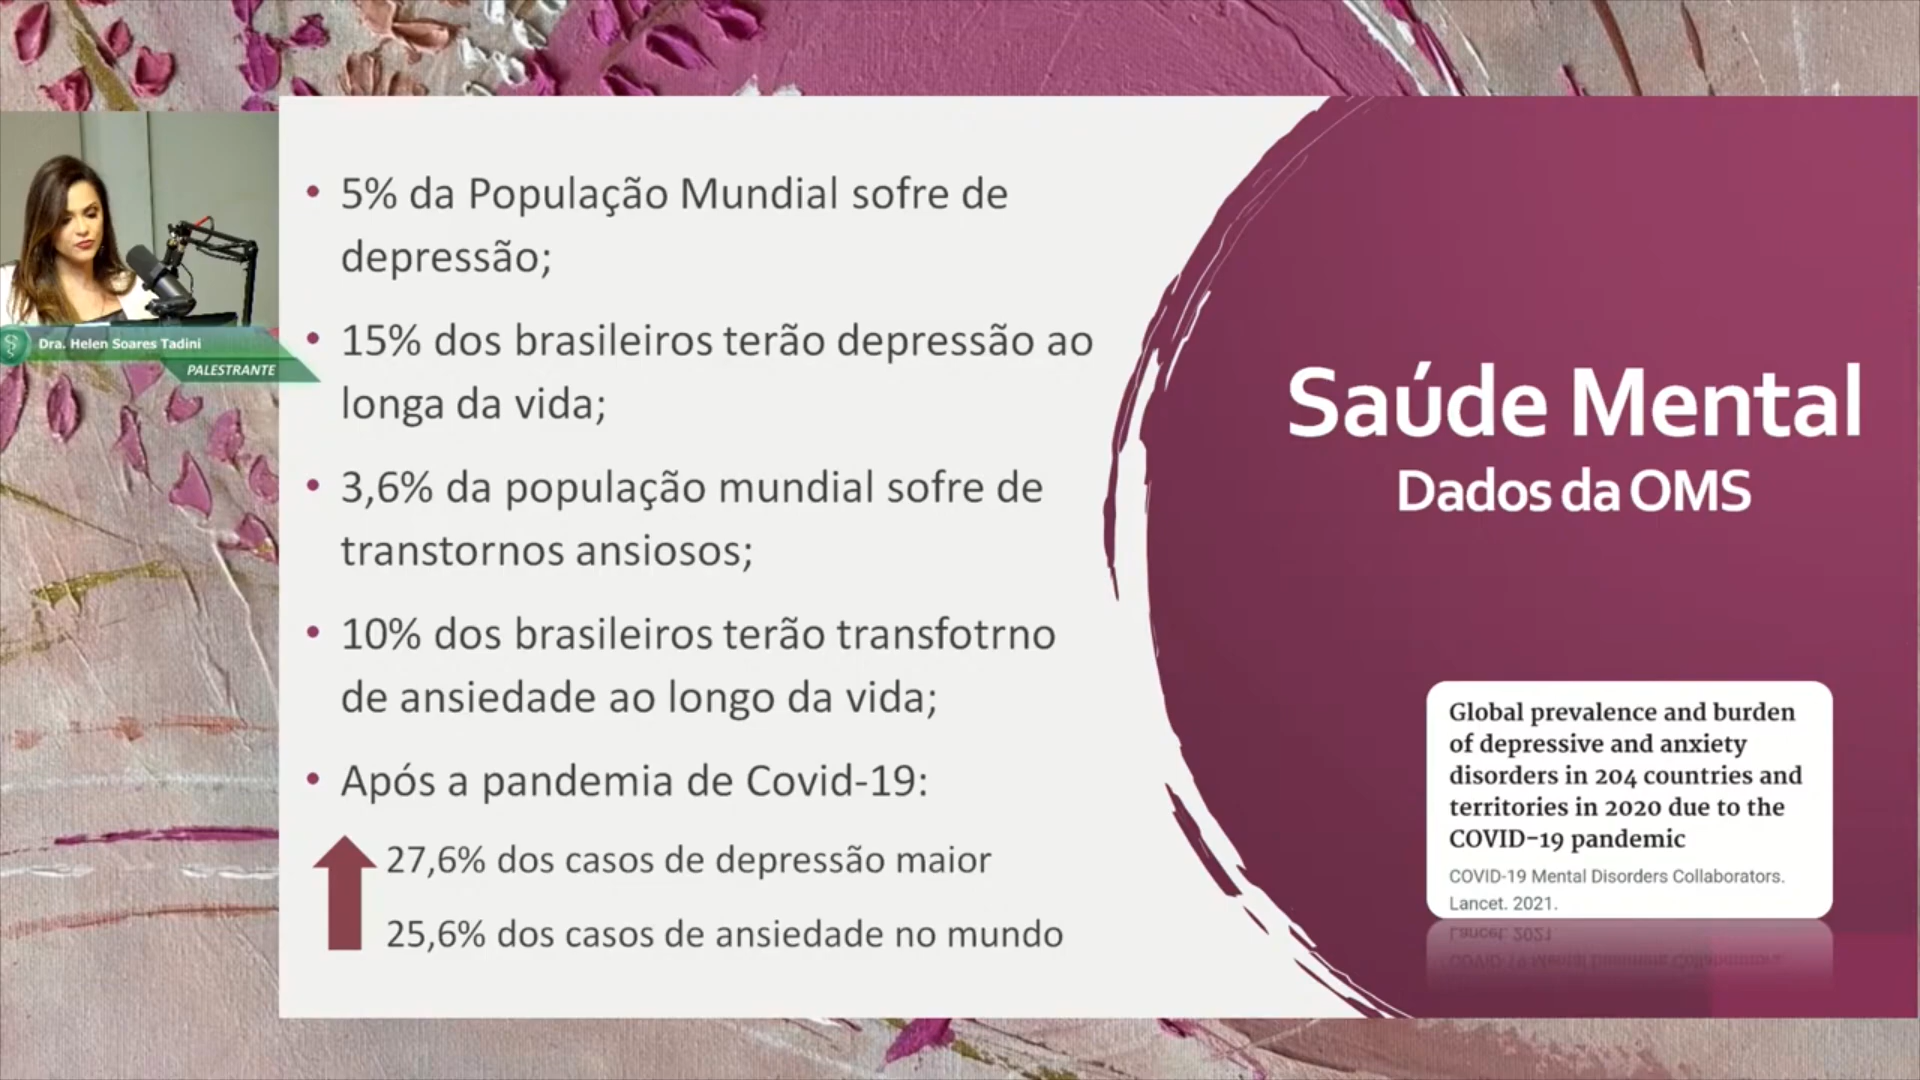 Dra. Helen Soares Tadini
PALESTRANTE
• 5% da População Mundial sofre de
depressão;
• 15% dos brasileiros terão depressão ao
longa da vida;
• 3,6% da população mundial sofre de
transtornos ansiosos;
• 10% dos brasileiros terão transfotrno
de ansiedade ao longo da vida;
• Após a pandemia de Covid-19:
27,6% dos casos de depressão maior
25,6% dos casos de ansiedade no mundo
Saúde Mental
Dados da OMS
Global prevalence and burden
of depressive and anxiety
disorders in 204 countries and
territories in 2020 due to the
COVID-19 pandemic
COVID-19 Mental Disorders Collaborators.
Lancet. 2021.